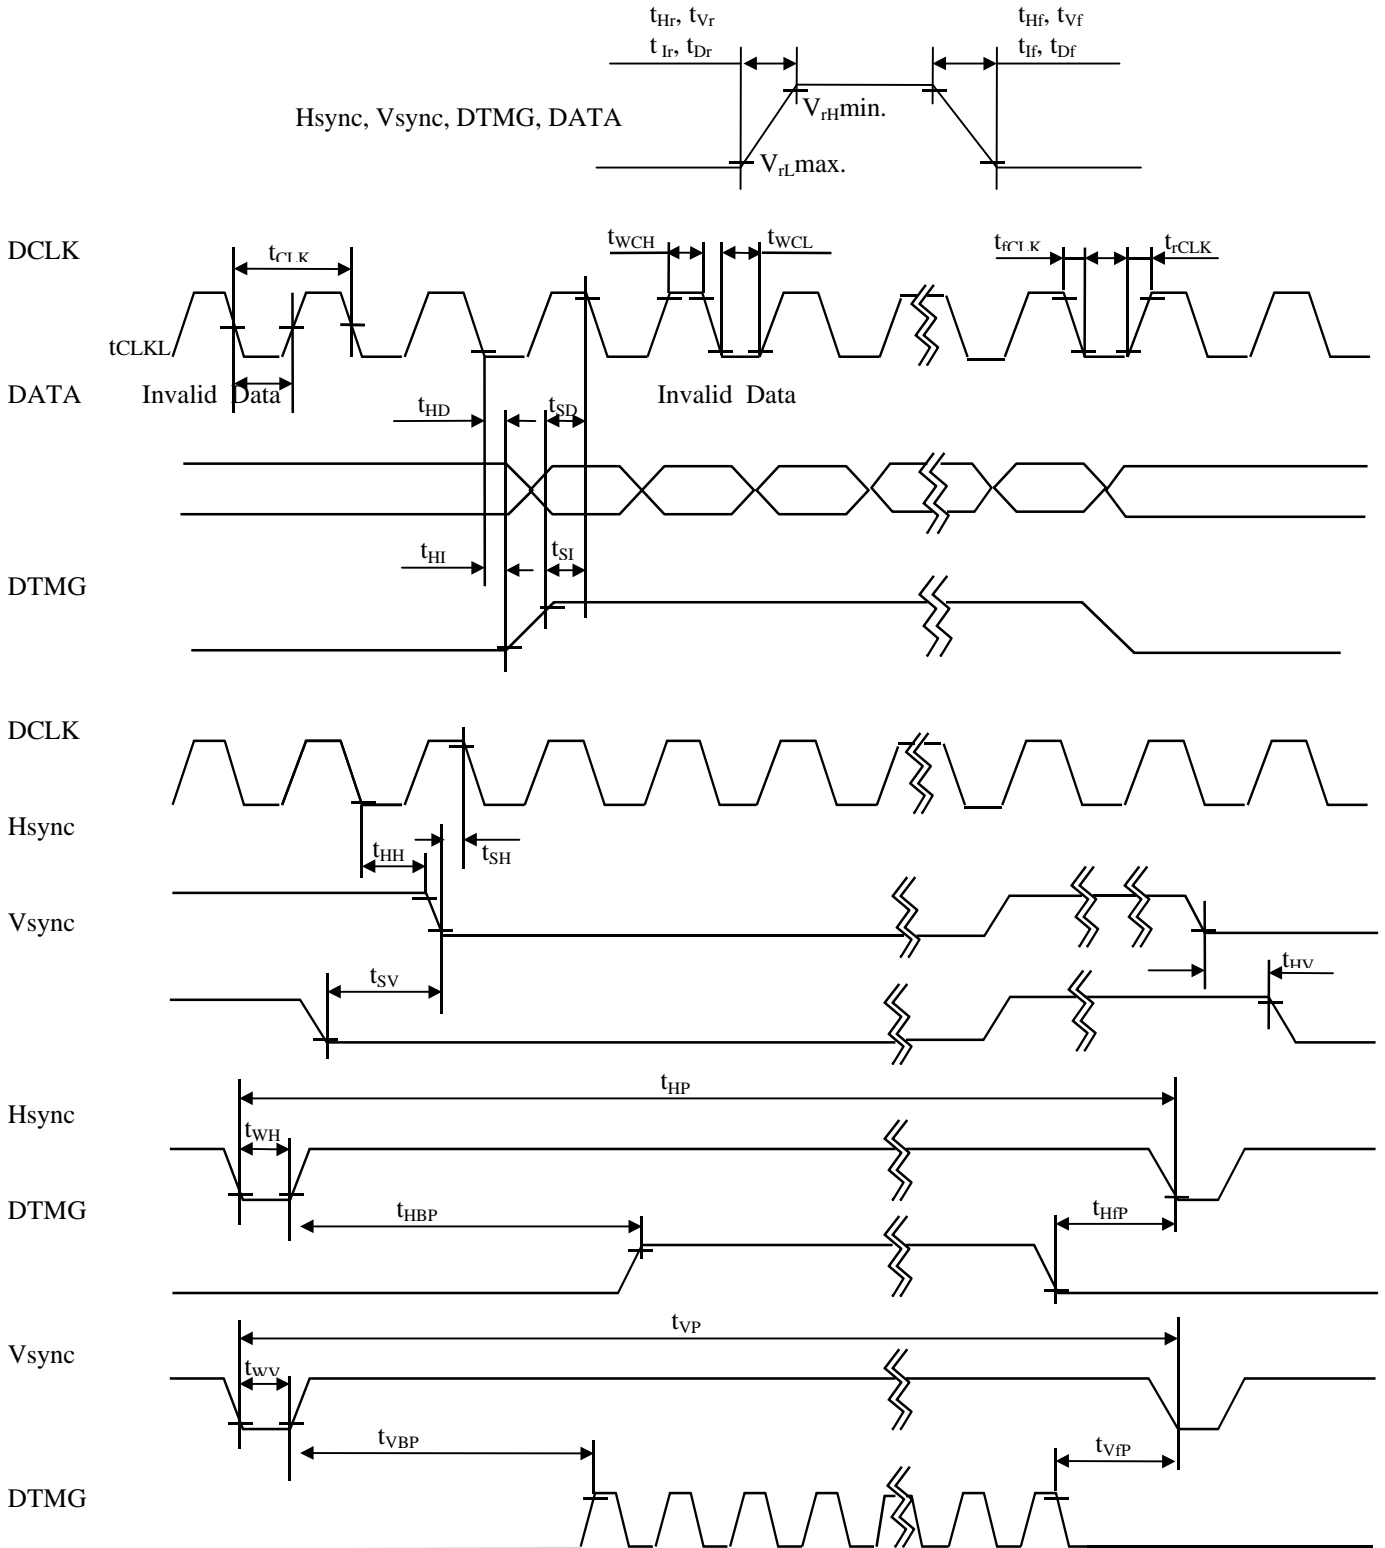 tHr, tVr
tHf, tVf
t Ir, tDr
tIf, tDf
Hsync, Vsync, DTMG, DATA
VrHmin.
VrLmax.
DCLK
tCLK
tWCH
tWCL
tfCLK
trCLK
tCLKL
DATA
Invalid Data
Invalid Data
tHD
tSD
tHI
tSI
DTMG
DCLK
Hsync
tHH
tSH
Vsync
tHV
tSV
tHP
Hsync
tWH
DTMG
tHBP
tHfP
tVP
Vsync
tWV
tVBP
tVfP
DTMG